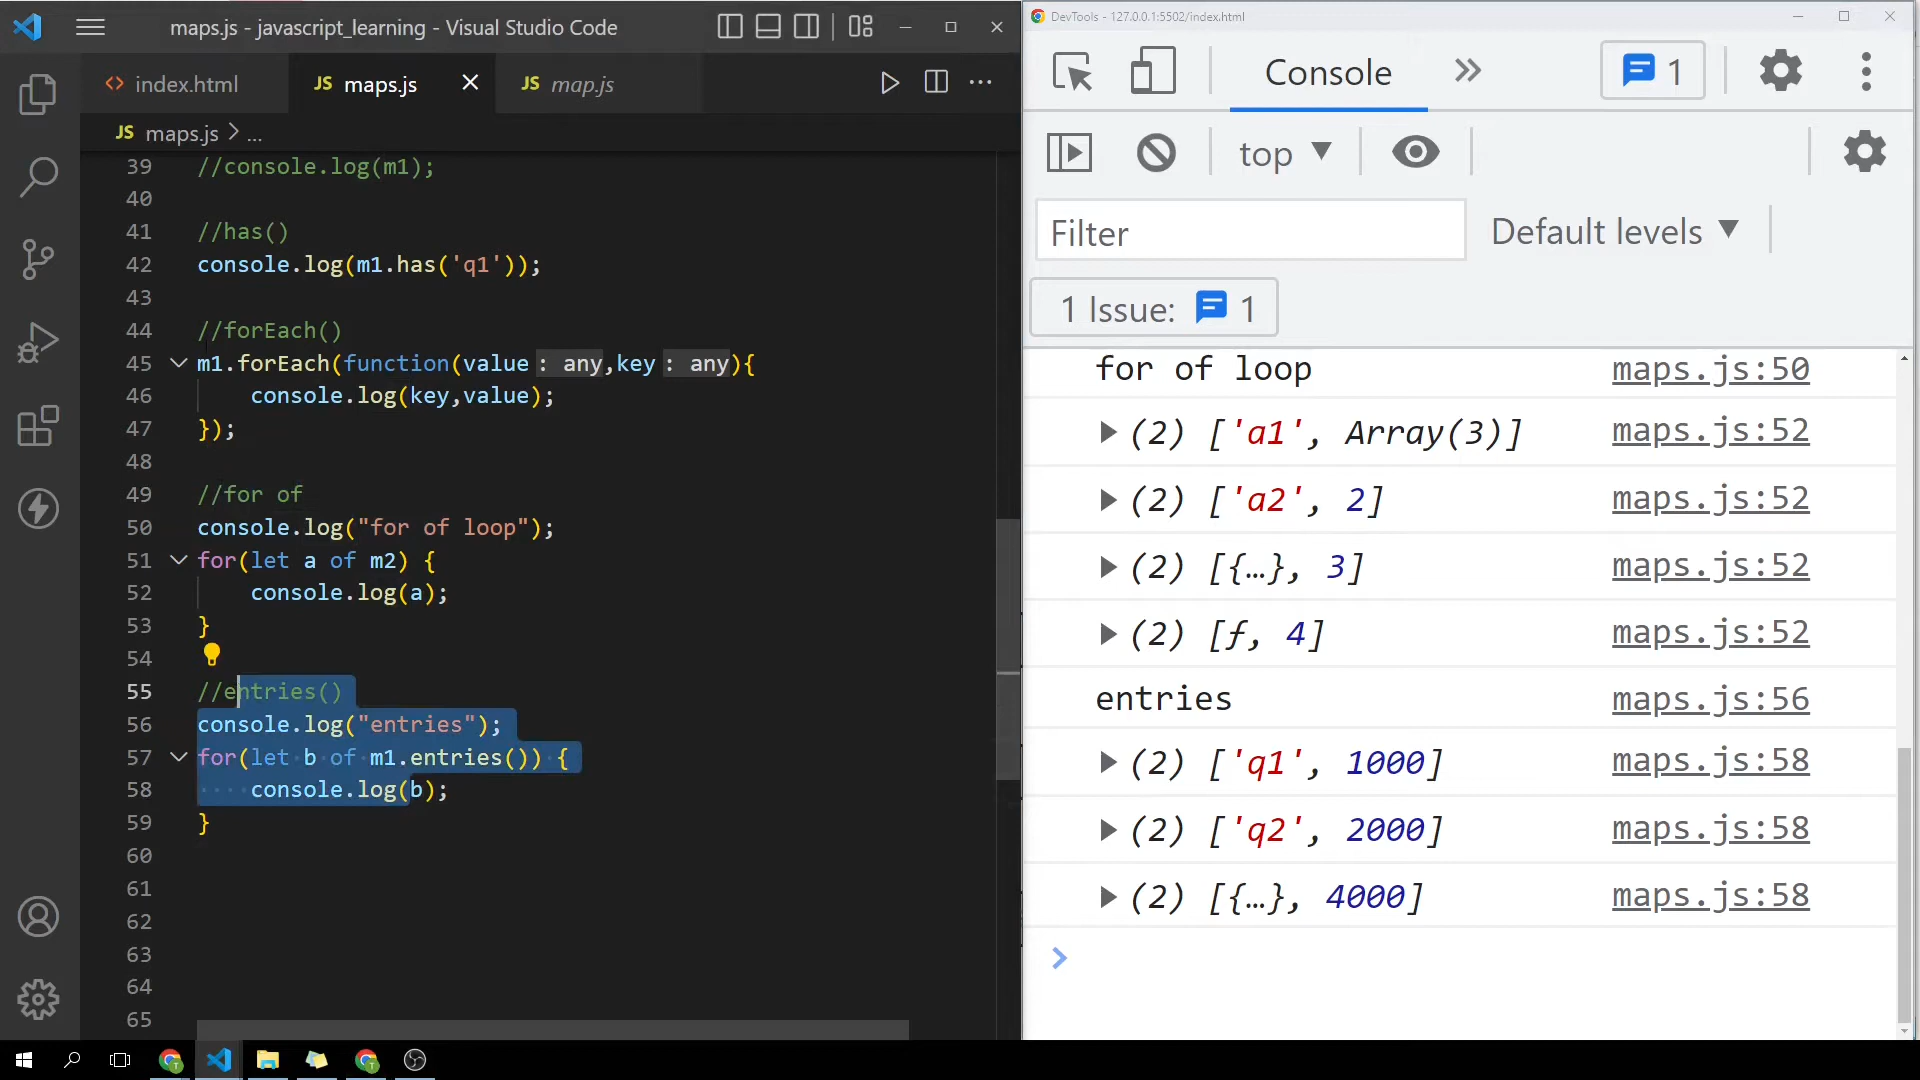 maps.js - javascript_learning - Visual Studio Code
index.html
JS maps.js
JS map.js
JS maps.js > ...
39 //console.log(m1);
40
41 //has()
42 console.log(m1.has('q1'));
43
44 //forEach()
45 m1.forEach(function(value: any,key: any){
46 console.log(key,value);
47 });
48
49 //for of
50 console.log("for of loop");
51 for(let a of m2) {
52 console.log(a);
53 }
54
55 //entries()
56 console.log("entries");
57 for(let b of m1.entries()) {
58 console.log(b);
59 }
60
61
62
63
64
65
DevTools - 127.0.0.1:5502/index.html
Console
1
top
Filter
Default levels
1 Issue: 1
for of loop maps.js:50
(2) ['a1', Array(3)] maps.js:52
(2) ['a2', 2] maps.js:52
(2) [{…}, 3] maps.js:52
(2) [ƒ, 4] maps.js:52
entries maps.js:56
(2) ['q1', 1000] maps.js:58
(2) ['q2', 2000] maps.js:58
(2) [{…}, 4000] maps.js:58